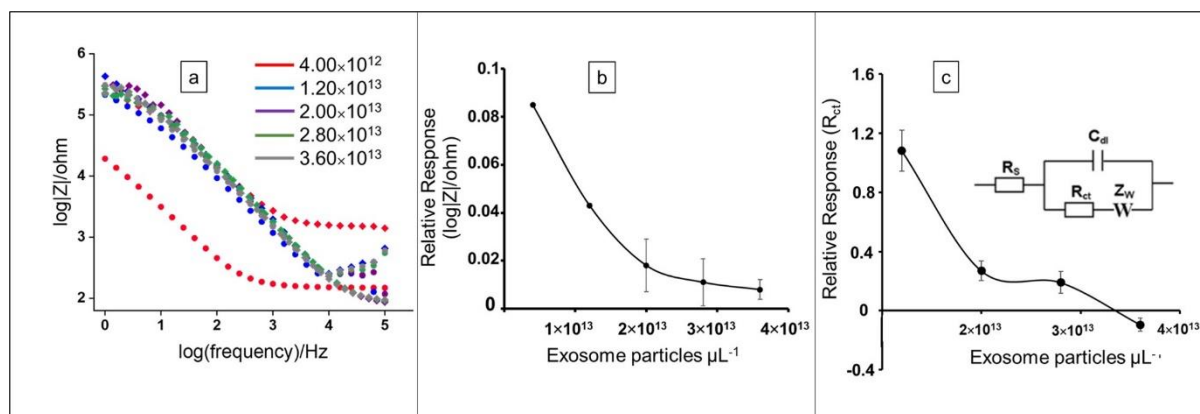 a
6
5
4
3
2
log|Z|/ohm
4.00×10¹²
1.20×10¹³
2.00×10¹³
2.80×10¹³
3.60×10¹³
0 1 2 3 4 5
log(frequency)/Hz
b
0.1
0.08
0.06
0.04
0.02
0
Relative Response
(log|Z|/ohm)
1×10¹³ 2×10¹³ 3×10¹³ 4×10¹³
Exosome particles µL⁻¹
c
1.6
1.2
0.8
0.4
0
-0.4
Relative Response (Rct)
Cdl
RS
Rct ZW
W
2×10¹³ 3×10¹³ 4×10¹³
Exosome particles µL⁻¹